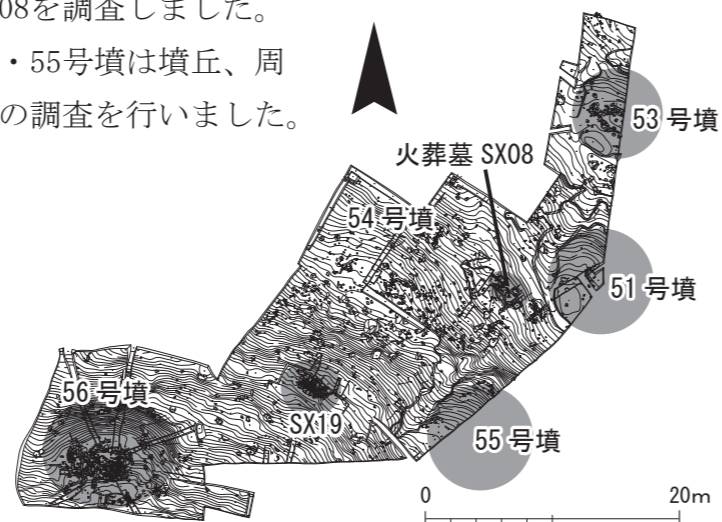 08を調査しました。
・55号墳は墳丘、周
の調査を行いました。
53号墳
火葬墓 SX08
54号墳
51号墳
56号墳
SX19
55号墳
0 20m